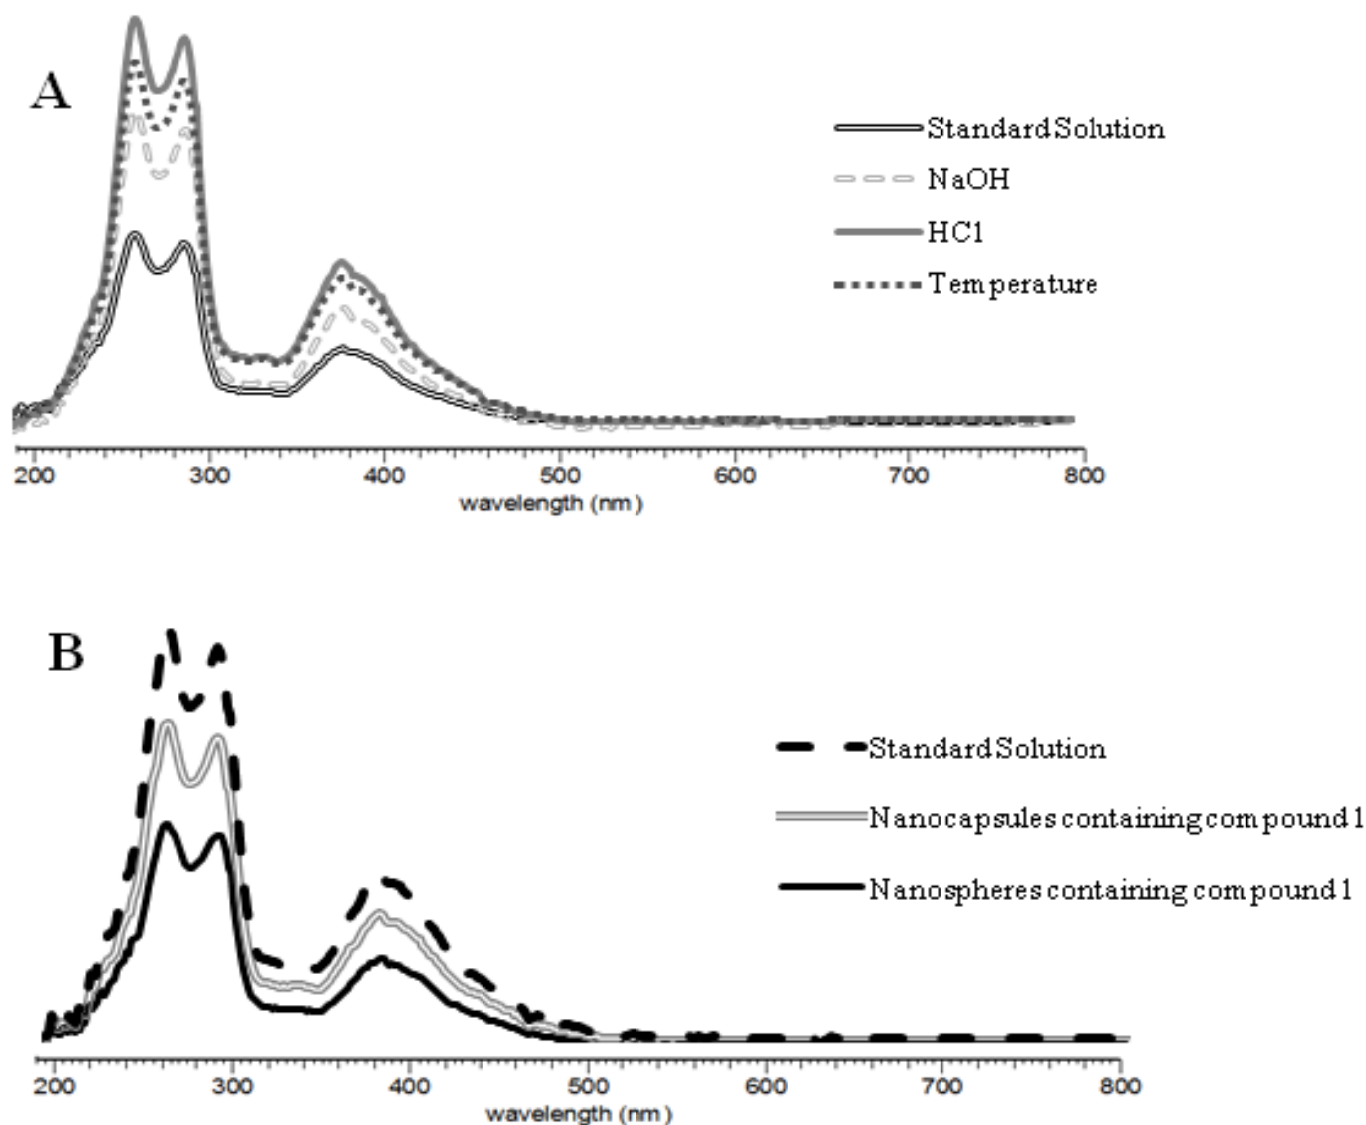 A
Standard Solution
NaOH
HCl
Temperature
200 300 400 500 600 700 800
wavelength (nm)
B
Standard Solution
Nanocapsules containing compound 1
Nanospheres containing compound 1
200 300 400 500 600 700 800
wavelength (nm)